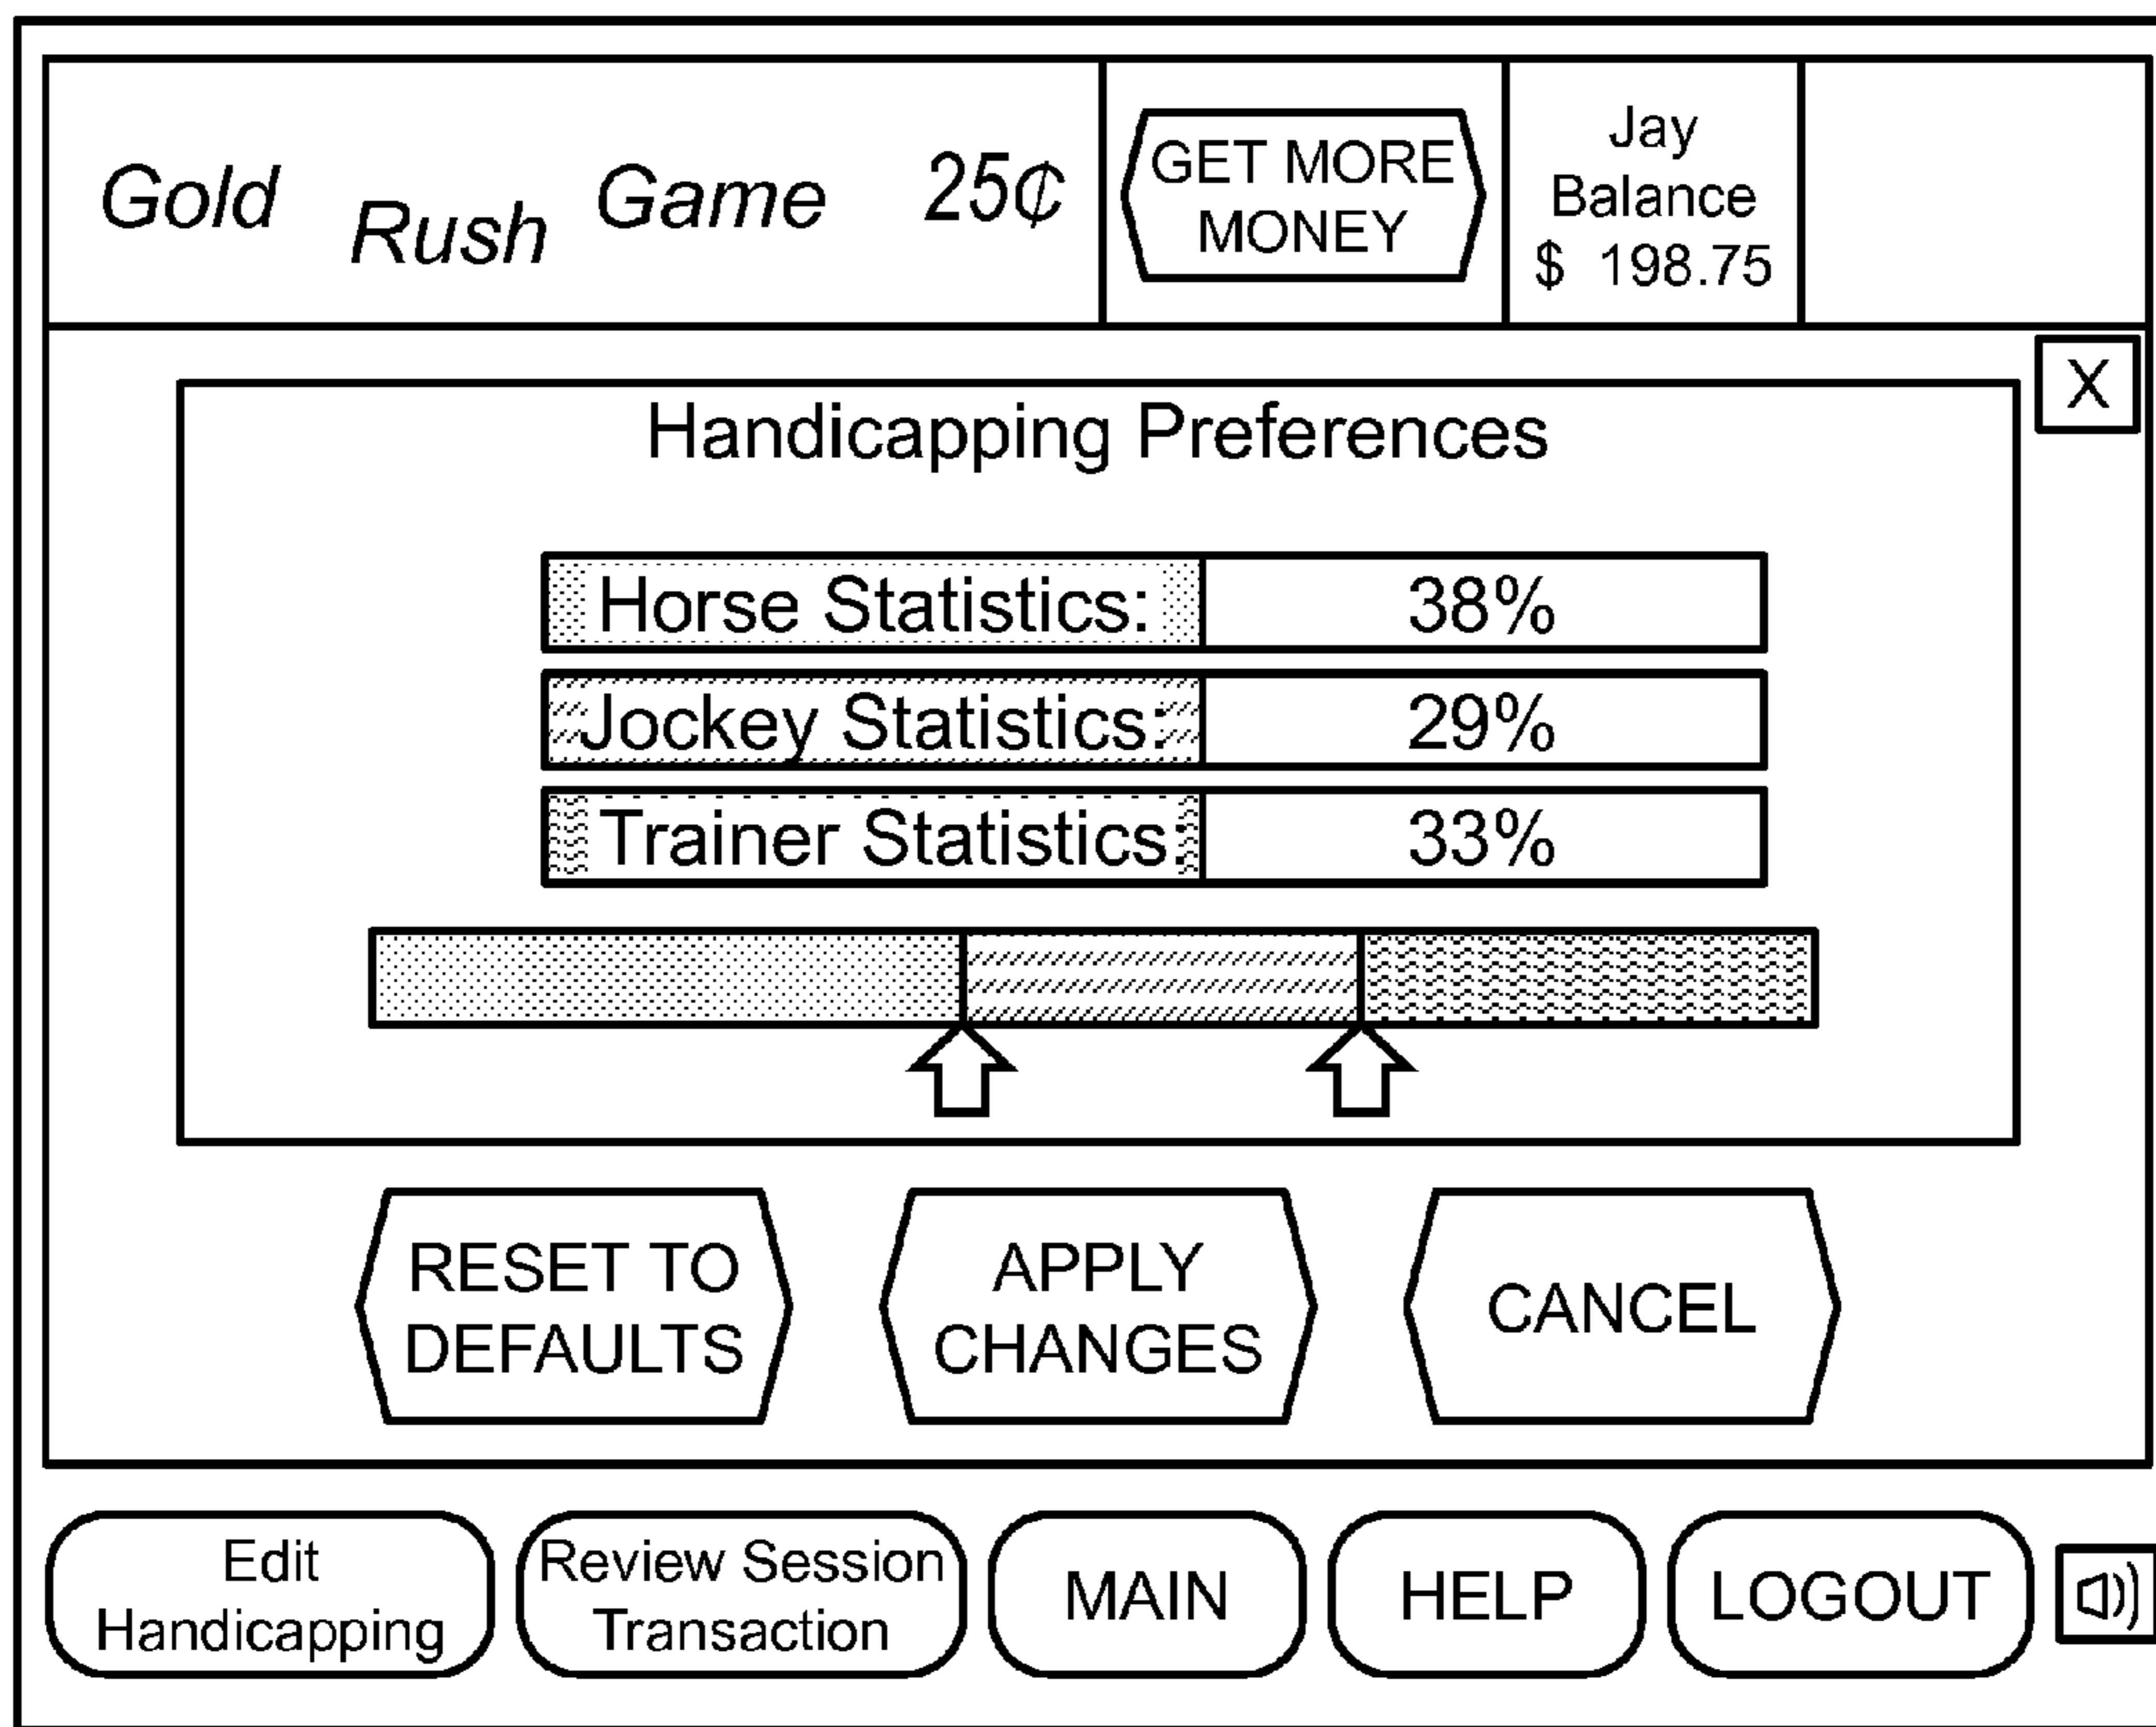 Gold Rush Game 25¢
GET MORE
MONEY
Jay
Balance
$ 198.75
X
Handicapping Preferences
Horse Statistics: 38%
Jockey Statistics: 29%
Trainer Statistics: 33%
RESET TO
DEFAULTS
APPLY
CHANGES
CANCEL
Edit
Handicapping
Review Session
Transaction
MAIN
HELP
LOGOUT